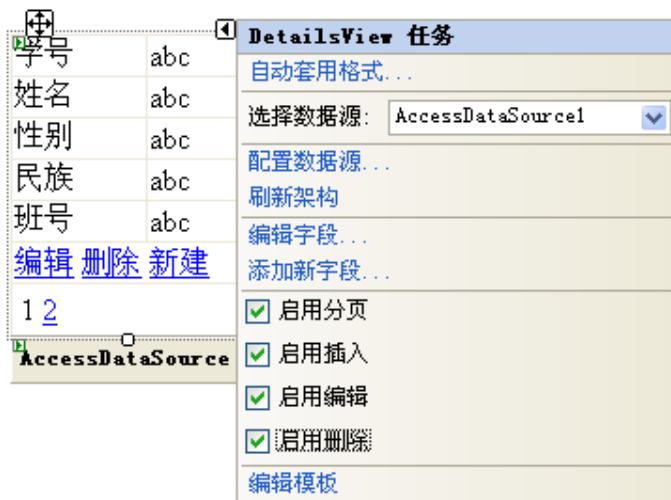 学号 abc
姓名 abc
性别 abc
民族 abc
班号 abc
编辑 删除 新建
1 2
AccessDataSource
DetailsView 任务
自动套用格式...
选择数据源: AccessDataSource1
配置数据源...
刷新架构
编辑字段...
添加新字段...
启用分页
启用插入
启用编辑
启用删除
编辑模板